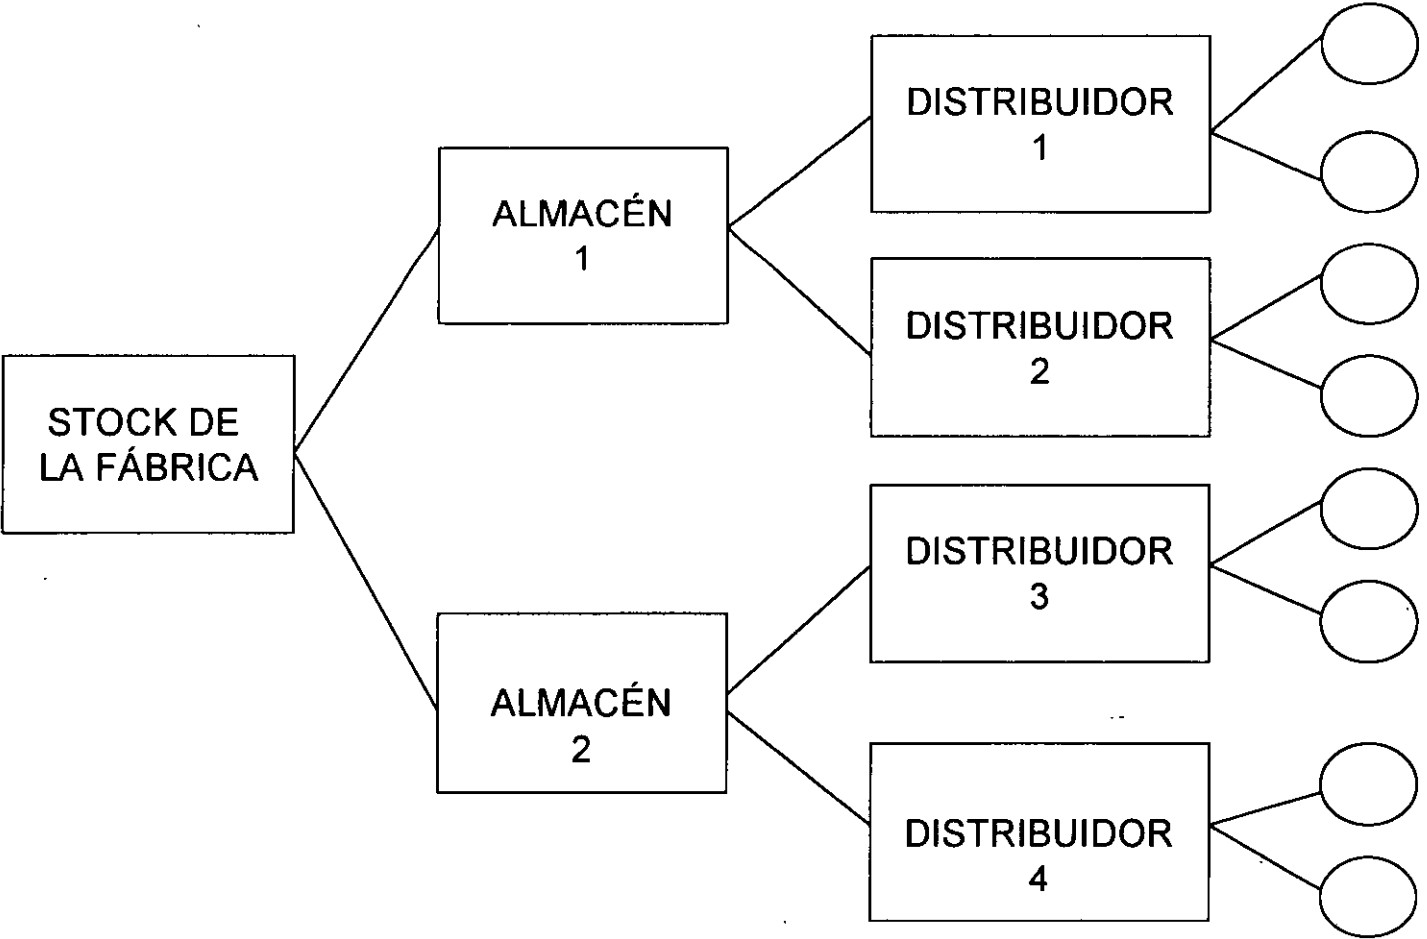 STOCK DE
LA FÁBRICA
ALMACÉN
1
ALMACÉN
2
DISTRIBUIDOR
1
DISTRIBUIDOR
2
DISTRIBUIDOR
3
DISTRIBUIDOR
4